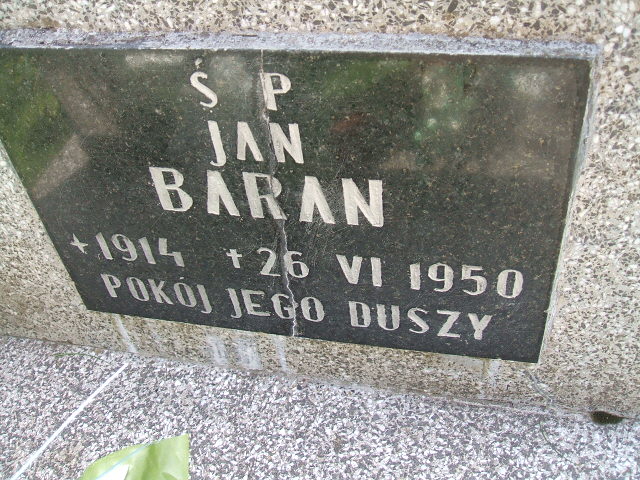 Ś P
JAN
BARAN
+ 1914 + 26 VI 1950
POKÓJ JEGO DUSZY